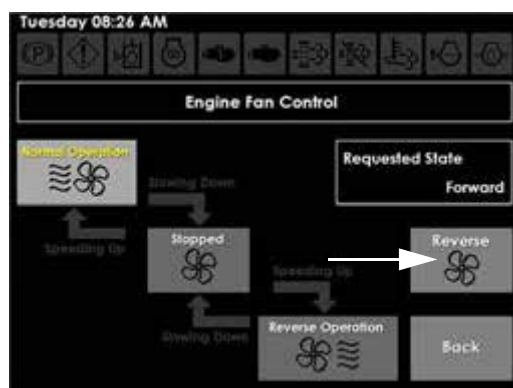 Tuesday 08:26 AM
Engine Fan Control
Normal Operation
Requested State
Forward
Slowing Down
Speeding Up
Stopped
Reverse
Speeding Up
Slowing Down
Reverse Operation
Back